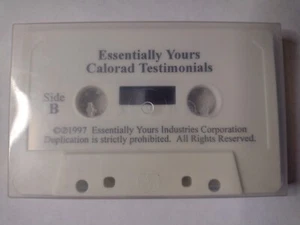 Essentially Yours
Calorad Testimonials
Side
B
©℗1997 Essentially Yours Industries Corporation
Duplication is strictly prohibited. All Rights Reserved.